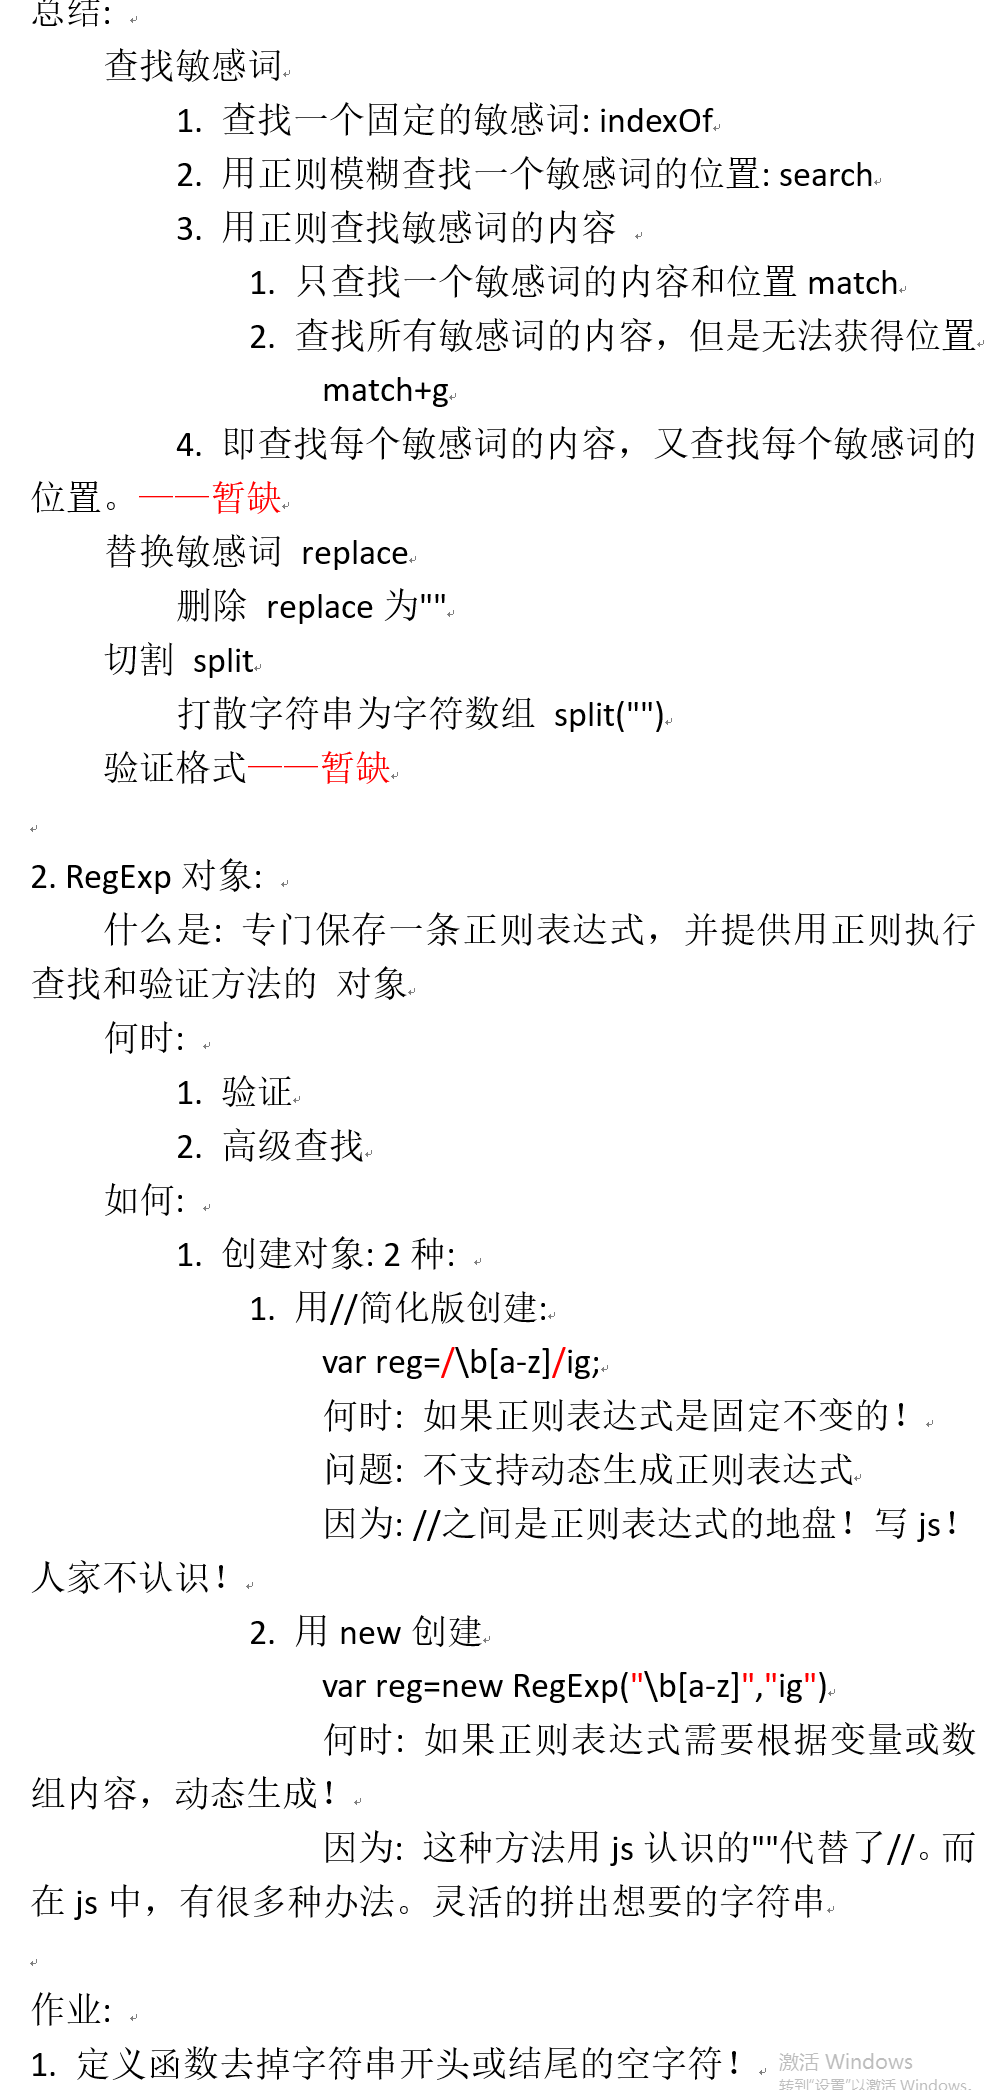 总结:
查找敏感词
1. 查找一个固定的敏感词: indexOf
2. 用正则模糊查找一个敏感词的位置: search
3. 用正则查找敏感词的内容
1. 只查找一个敏感词的内容和位置 match
2. 查找所有敏感词的内容，但是无法获得位置
match+g
4. 即查找每个敏感词的内容，又查找每个敏感词的
位置。——暂缺
替换敏感词 replace
删除 replace 为""
切割 split
打散字符串为字符数组 split("")
验证格式——暂缺
2. RegExp 对象:
什么是: 专门保存一条正则表达式，并提供用正则执行
查找和验证方法的 对象
何时:
1. 验证
2. 高级查找
如何:
1. 创建对象: 2 种:
1. 用//简化版创建:
var reg=/\b[a-z]/ig;
何时: 如果正则表达式是固定不变的！
问题: 不支持动态生成正则表达式
因为: //之间是正则表达式的地盘！写 js！
人家不认识！
2. 用 new 创建
var reg=new RegExp("\b[a-z]","ig")
何时: 如果正则表达式需要根据变量或数
组内容，动态生成！
因为: 这种方法用 js 认识的""代替了//。而
在 js 中，有很多种办法。灵活的拼出想要的字符串
作业:
1. 定义函数去掉字符串开头或结尾的空字符！
激活 Windows
转到"设置"以激活 Windows。